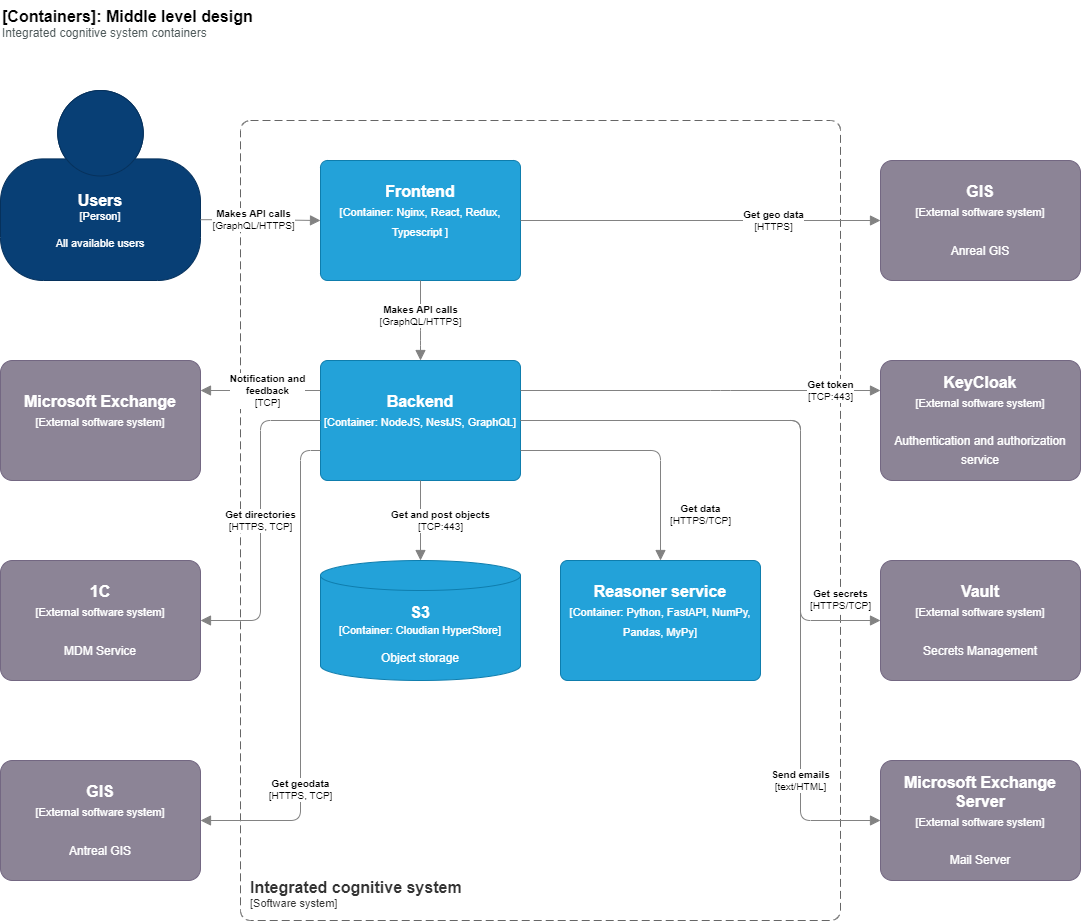 [Containers]: Middle level design
Integrated cognitive system containers
Users
[Person]
All available users
Makes API calls
[GraphQL/HTTPS]
Frontend
[Container: Nginx, React, Redux,
Typescript ]
Get geo data
[HTTPS]
GIS
[External software system]
Anreal GIS
Makes API calls
[GraphQL/HTTPS]
Microsoft Exchange
[External software system]
Notification and
feedback
[TCP]
Backend
[Container: NodeJS, NestJS, GraphQL]
Get token
[TCP:443]
KeyCloak
[External software system]
Authentication and authorization
service
Get directories
[HTTPS, TCP]
Get and post objects
[TCP:443]
Get data
[HTTPS/TCP]
1C
[External software system]
MDM Service
S3
[Container: Cloudian HyperStore]
Object storage
Reasoner service
[Container: Python, FastAPI, NumPy,
Pandas, MyPy]
Get secrets
[HTTPS/TCP]
Vault
[External software system]
Secrets Management
GIS
[External software system]
Antreal GIS
Get geodata
[HTTPS, TCP]
Send emails
[text/HTML]
Microsoft Exchange
Server
[External software system]
Mail Server
Integrated cognitive system
[Software system]